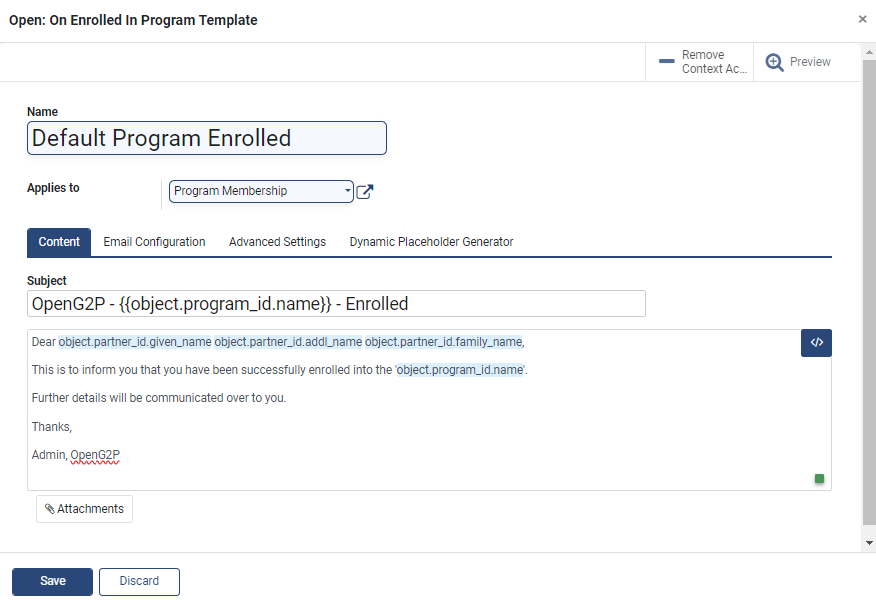 Open: On Enrolled In Program Template
×
Remove
Context Ac...
Preview
Name
Default Program Enrolled
Applies to
Program Membership
Content Email Configuration Advanced Settings Dynamic Placeholder Generator
Subject
OpenG2P - {{object.program_id.name}} - Enrolled
Dear object.partner_id.given_name object.partner_id.addl_name object.partner_id.family_name,
</>
This is to inform you that you have been successfully enrolled into the 'object.program_id.name'.
Further details will be communicated over to you.
Thanks,
Admin, OpenG2P
Attachments
Save Discard